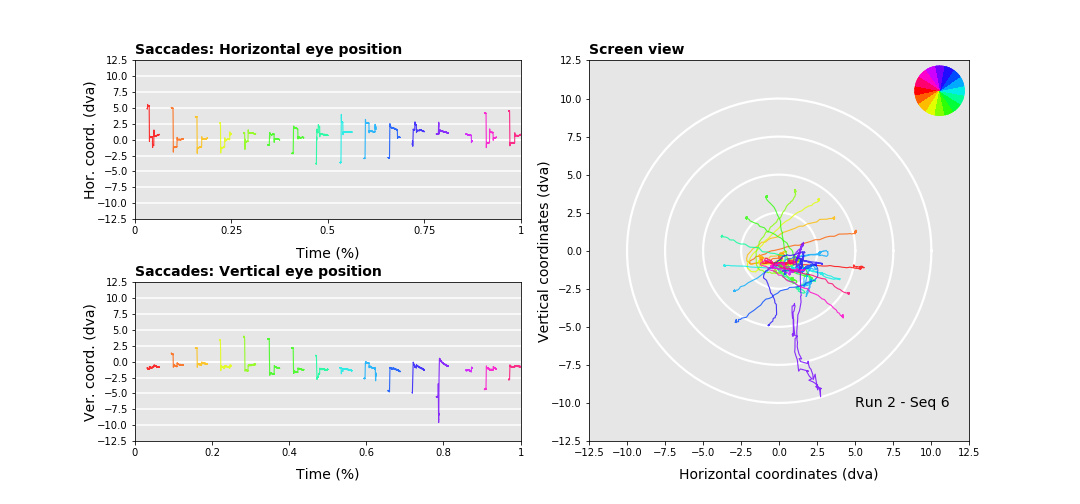 Saccades: Horizontal eye position
12.5
10.0
7.5
5.0
2.5
0.0
−2.5
−5.0
−7.5
−10.0
−12.5
Hor. coord. (dva)
0 0.25 0.5 0.75 1
Time (%)
Saccades: Vertical eye position
12.5
10.0
7.5
5.0
2.5
0.0
−2.5
−5.0
−7.5
−10.0
−12.5
Ver. coord. (dva)
0 0.2 0.4 0.6 0.8 1
Time (%)
Screen view
12.5
10.0
7.5
5.0
2.5
0.0
−2.5
−5.0
−7.5
−10.0
−12.5
Vertical coordinates (dva)
Run 2 - Seq 6
−12.5 −10.0 −7.5 −5.0 −2.5 0.0 2.5 5.0 7.5 10.0 12.5
Horizontal coordinates (dva)